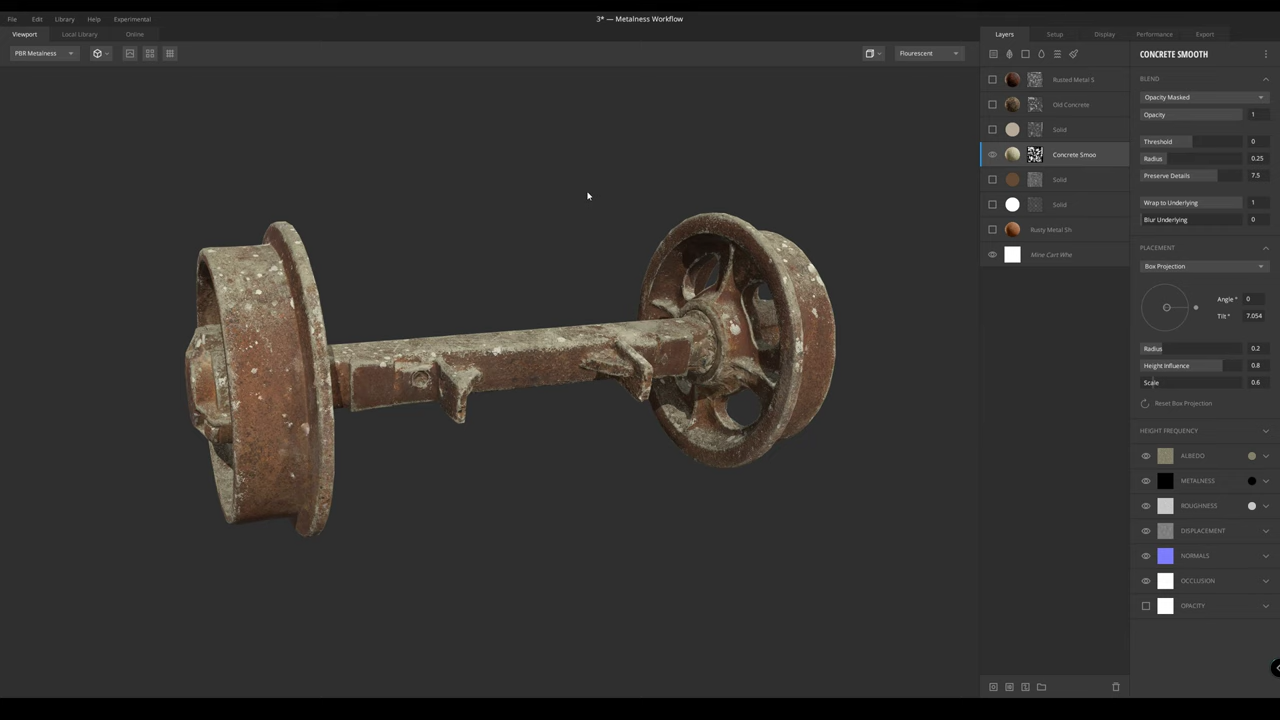 File Edit Library Help Experimental
3* — Metalness Workflow
Viewport Local Library Online
Layers Setup Display Performance Export
PBR Metalness
Flourescent
CONCRETE SMOOTH
BLEND
Rusted Metal S
Opacity Masked
Old Concrete
Opacity 1
Solid
Threshold 0
Concrete Smoo
Radius 0.25
Preserve Details 7.5
Solid
Wrap to Underlying 1
Solid
Blur Underlying 0
Rusty Metal Sh
PLACEMENT
Mine Cart Whe
Box Projection
Angle ° 0
Tilt ° 7.054
Radius 0.2
Height Influence 0.8
Scale 0.6
Reset Box Projection
HEIGHT FREQUENCY
ALBEDO
METALNESS
ROUGHNESS
DISPLACEMENT
NORMALS
OCCLUSION
OPACITY